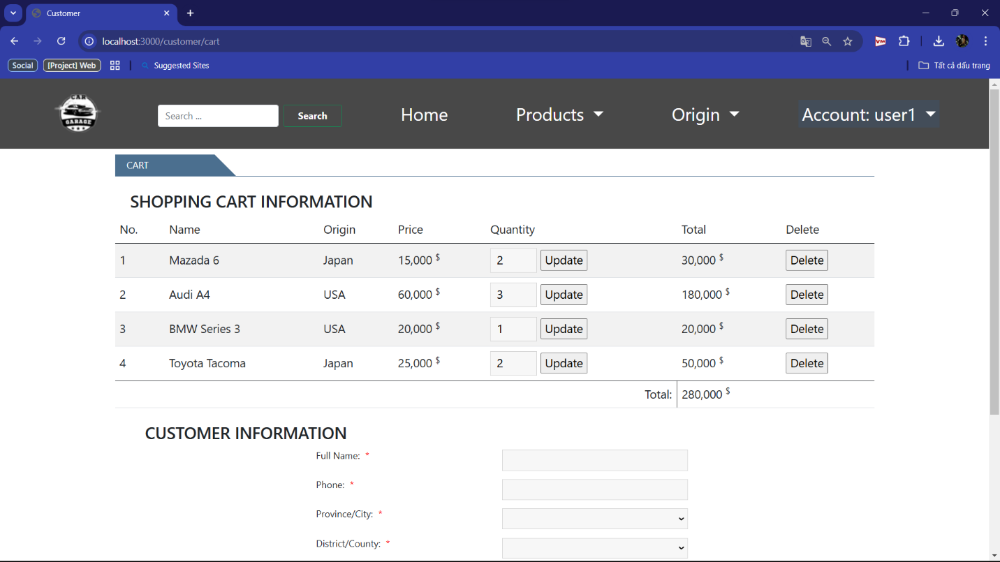 Customer
localhost:3000/customer/cart
Social [Project] Web Suggested Sites Tất cả dấu trang
CAR GARAGE Search ... Search Home Products Origin Account: user1
CART
SHOPPING CART INFORMATION
No. Name Origin Price Quantity Total Delete
1 Mazada 6 Japan 15,000 $ 2 Update 30,000 $ Delete
2 Audi A4 USA 60,000 $ 3 Update 180,000 $ Delete
3 BMW Series 3 USA 20,000 $ 1 Update 20,000 $ Delete
4 Toyota Tacoma Japan 25,000 $ 2 Update 50,000 $ Delete
Total: 280,000 $
CUSTOMER INFORMATION
Full Name: *
Phone: *
Province/City: *
District/County: *